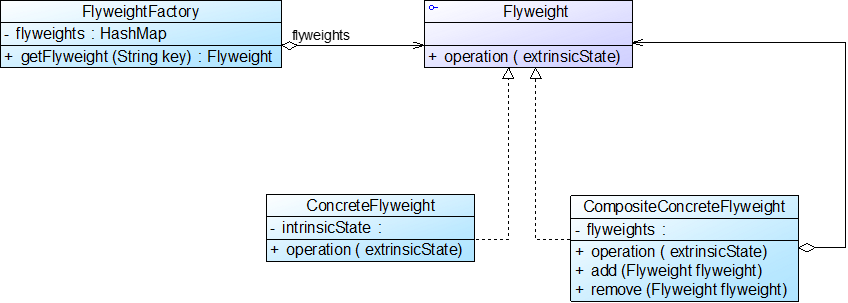 FlyweightFactory
- flyweights : HashMap
+ getFlyweight (String key) : Flyweight
flyweights
Flyweight
+ operation ( extrinsicState)
ConcreteFlyweight
- intrinsicState :
+ operation ( extrinsicState)
CompositeConcreteFlyweight
- flyweights :
+ operation ( extrinsicState)
+ add (Flyweight flyweight)
+ remove (Flyweight flyweight)